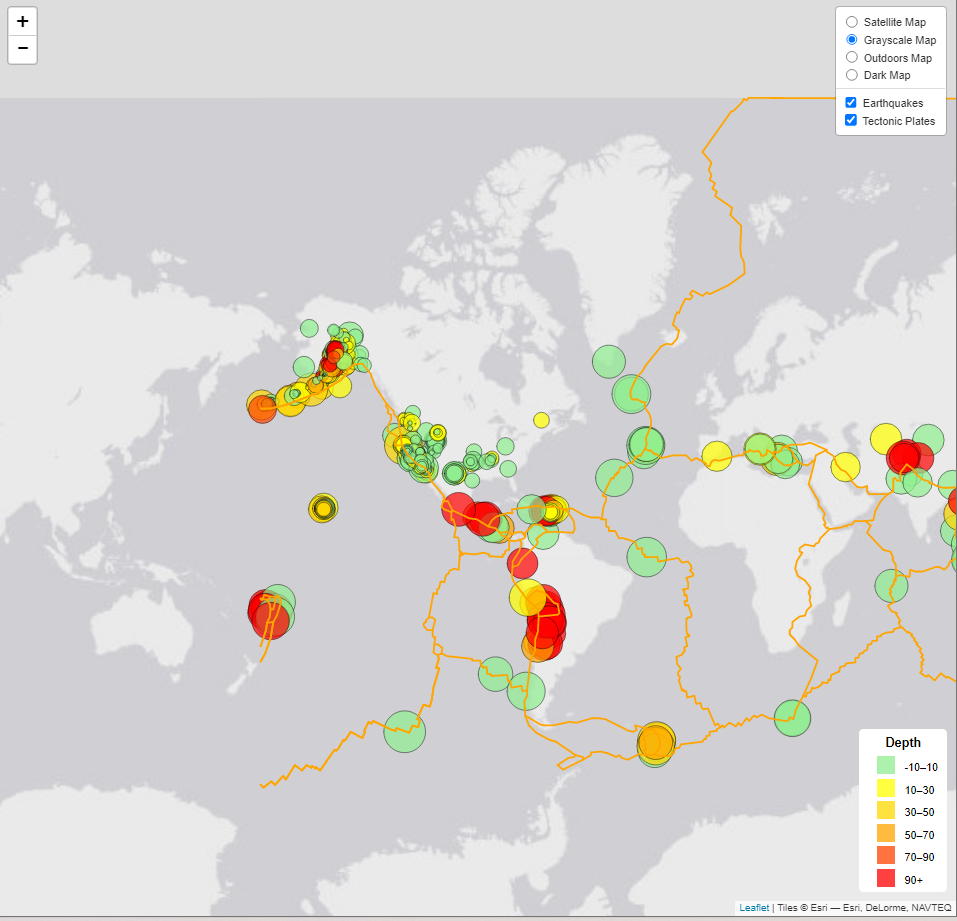 +
−
Satellite Map
Grayscale Map
Outdoors Map
Dark Map
Earthquakes
Tectonic Plates
Depth
-10–10
10–30
30–50
50–70
70–90
90+
Leaflet | Tiles © Esri — Esri, DeLorme, NAVTEQ